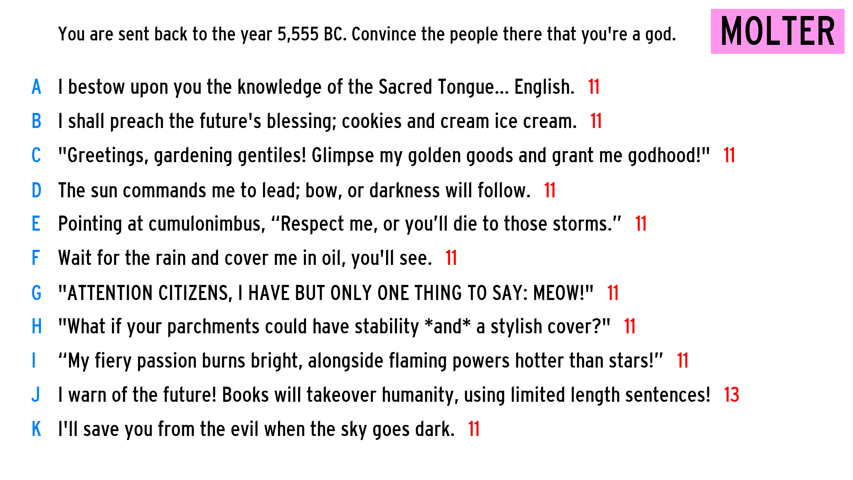 You are sent back to the year 5,555 BC. Convince the people there that you're a god.
MOLTER
A I bestow upon you the knowledge of the Sacred Tongue... English. 11
B I shall preach the future's blessing; cookies and cream ice cream. 11
C "Greetings, gardening gentiles! Glimpse my golden goods and grant me godhood!" 11
D The sun commands me to lead; bow, or darkness will follow. 11
E Pointing at cumulonimbus, “Respect me, or you’ll die to those storms.” 11
F Wait for the rain and cover me in oil, you'll see. 11
G "ATTENTION CITIZENS, I HAVE BUT ONLY ONE THING TO SAY: MEOW!" 11
H "What if your parchments could have stability *and* a stylish cover?" 11
I “My fiery passion burns bright, alongside flaming powers hotter than stars!” 11
J I warn of the future! Books will takeover humanity, using limited length sentences! 13
K I'll save you from the evil when the sky goes dark. 11